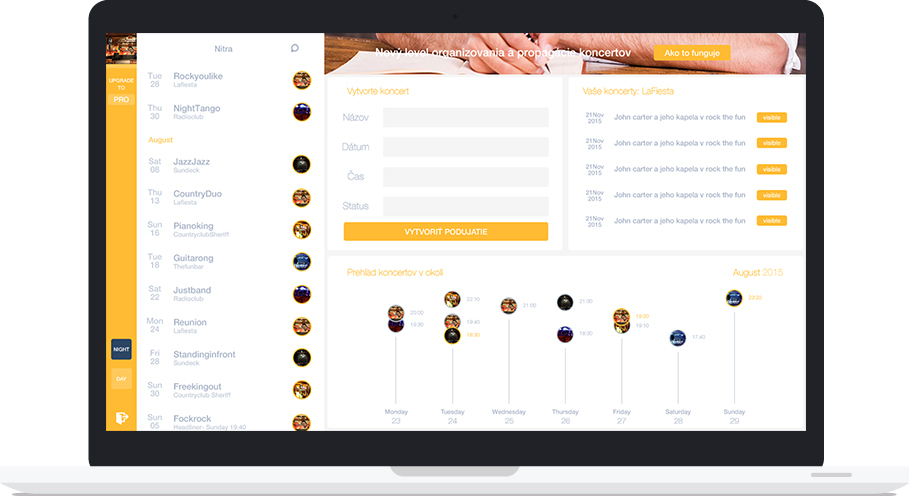 UPGRADE
TO
PRO
NIGHT
DAY
Nitra
Tue
28
Rockyoulike
Lafiesta
Thu
30
NightTango
Radioclub
August
Sat
08
JazzJazz
Sundeck
Thu
13
CountryDuo
Lafiesta
Sun
16
Pianoking
CountryclubSheriff
Tue
18
Guitarong
Thefunbar
Sat
22
Justband
Radioclub
Mon
24
Reunion
Lafiesta
Fri
28
Standinginfront
Sundeck
Sun
30
Freekingout
Countryclub Sheriff
Sun
05
Fockrock
Headliner- Sunday 19:40
Nový level organizovania a propagácie koncertov
Ako to funguje
Vytvorte koncert
Názov
Dátum
Čas
Status
VYTVORIŤ PODUJATIE
Vaše koncerty: LaFiesta
21Nov
2015
John carter a jeho kapela v rock the fun
visible
21Nov
2015
John carter a jeho kapela v rock the fun
visible
21Nov
2015
John carter a jeho kapela v rock the fun
visible
21Nov
2015
John carter a jeho kapela v rock the fun
visible
21Nov
2015
John carter a jeho kapela v rock the fun
visible
Prehľad koncertov v okolí
August 2015
20:00
19:30
22:10
19:40
18:30
21:00
21:30
18:30
19:20
19:10
17:40
Monday
23
Tuesday
24
Wednesday
25
Thursday
26
Friday
27
Saturday
28
Sunday
29